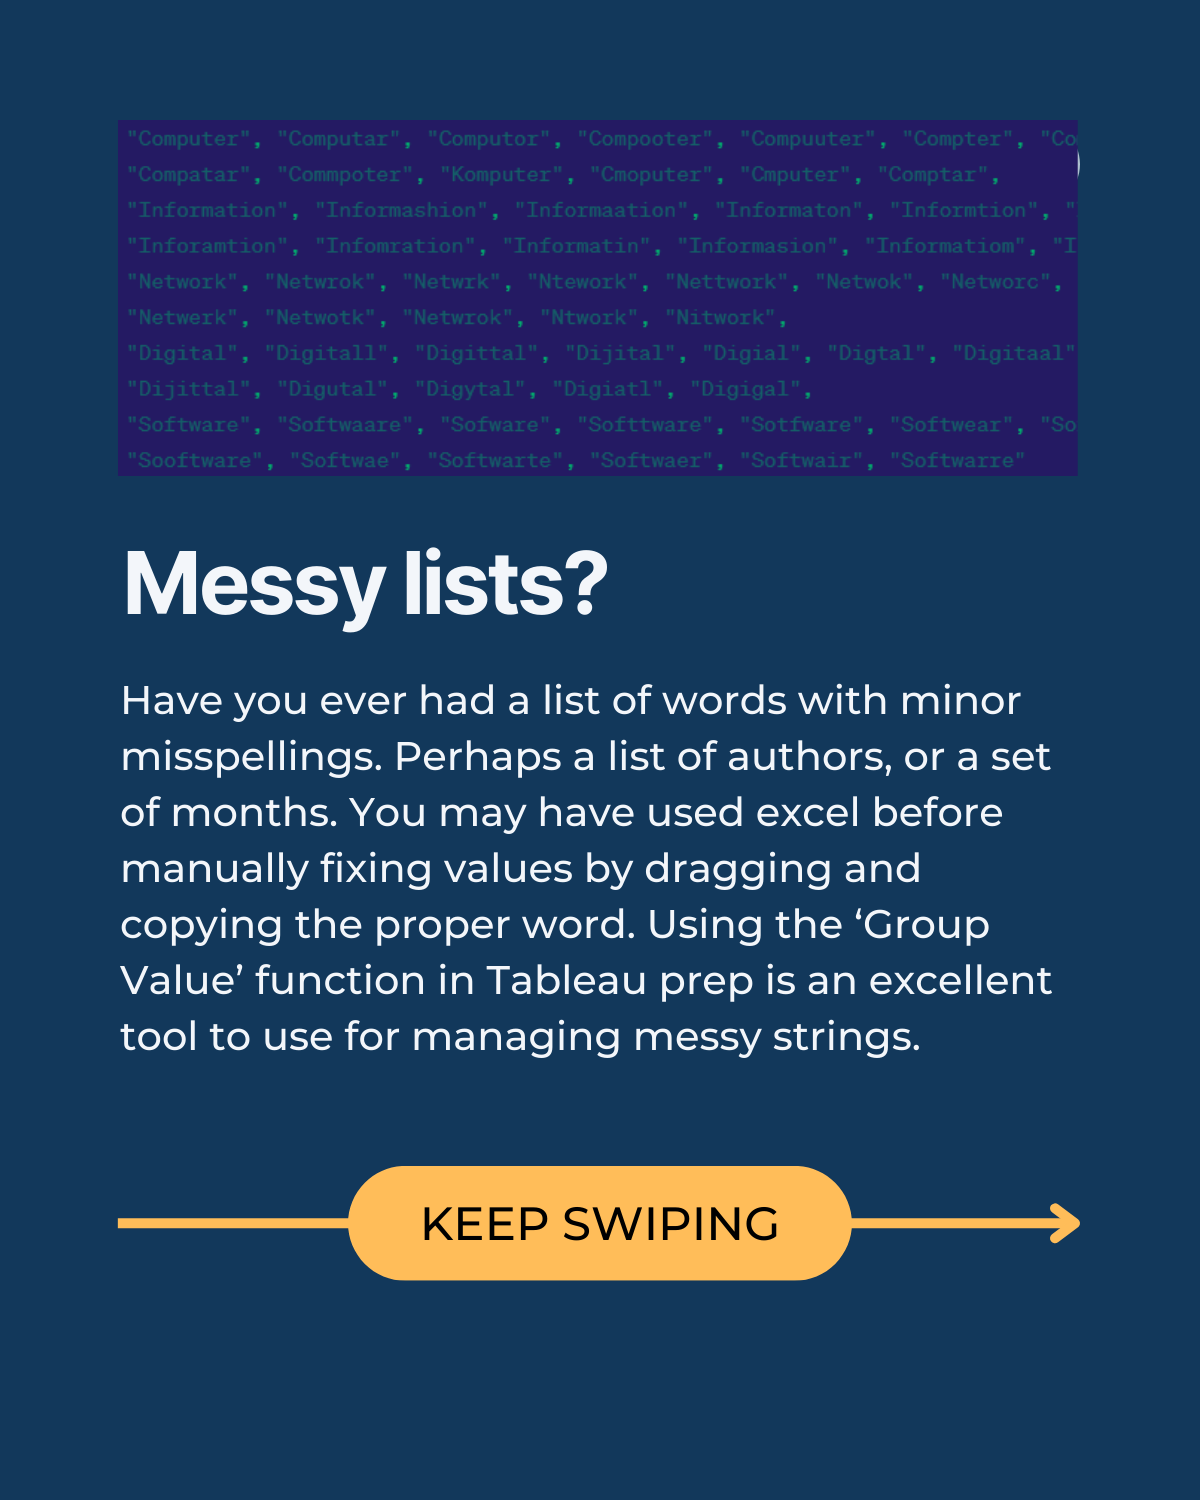 "Computer", "Computar", "Computor", "Compooter", "Compuuter", "Compter", "Co
"Compatar", "Commpoter", "Komputer", "Cmoputer", "Cmputer", "Comptar",
"Information", "Informashion", "Informaation", "Informaton", "Informtion", "
"Inforamtion", "Infomration", "Informatin", "Informasion", "Informatiom", "I
"Network", "Netwrok", "Netwrk", "Ntework", "Nettwork", "Netwok", "Networc",
"Netwerk", "Netwotk", "Netwrok", "Ntwork", "Nitwork",
"Digital", "Digitall", "Digittal", "Dijital", "Digial", "Digtal", "Digitaal"
"Dijittal", "Digutal", "Digytal", "Digiatl", "Digigal",
"Software", "Softwaare", "Sofware", "Softtware", "Sotfware", "Softwear", "So
"Sooftware", "Softwae", "Softwarte", "Softwaer", "Softwair", "Softwarre"
Messy lists?
Have you ever had a list of words with minor
misspellings. Perhaps a list of authors, or a set
of months. You may have used excel before
manually fixing values by dragging and
copying the proper word. Using the ‘Group
Value’ function in Tableau prep is an excellent
tool to use for managing messy strings.
KEEP SWIPING